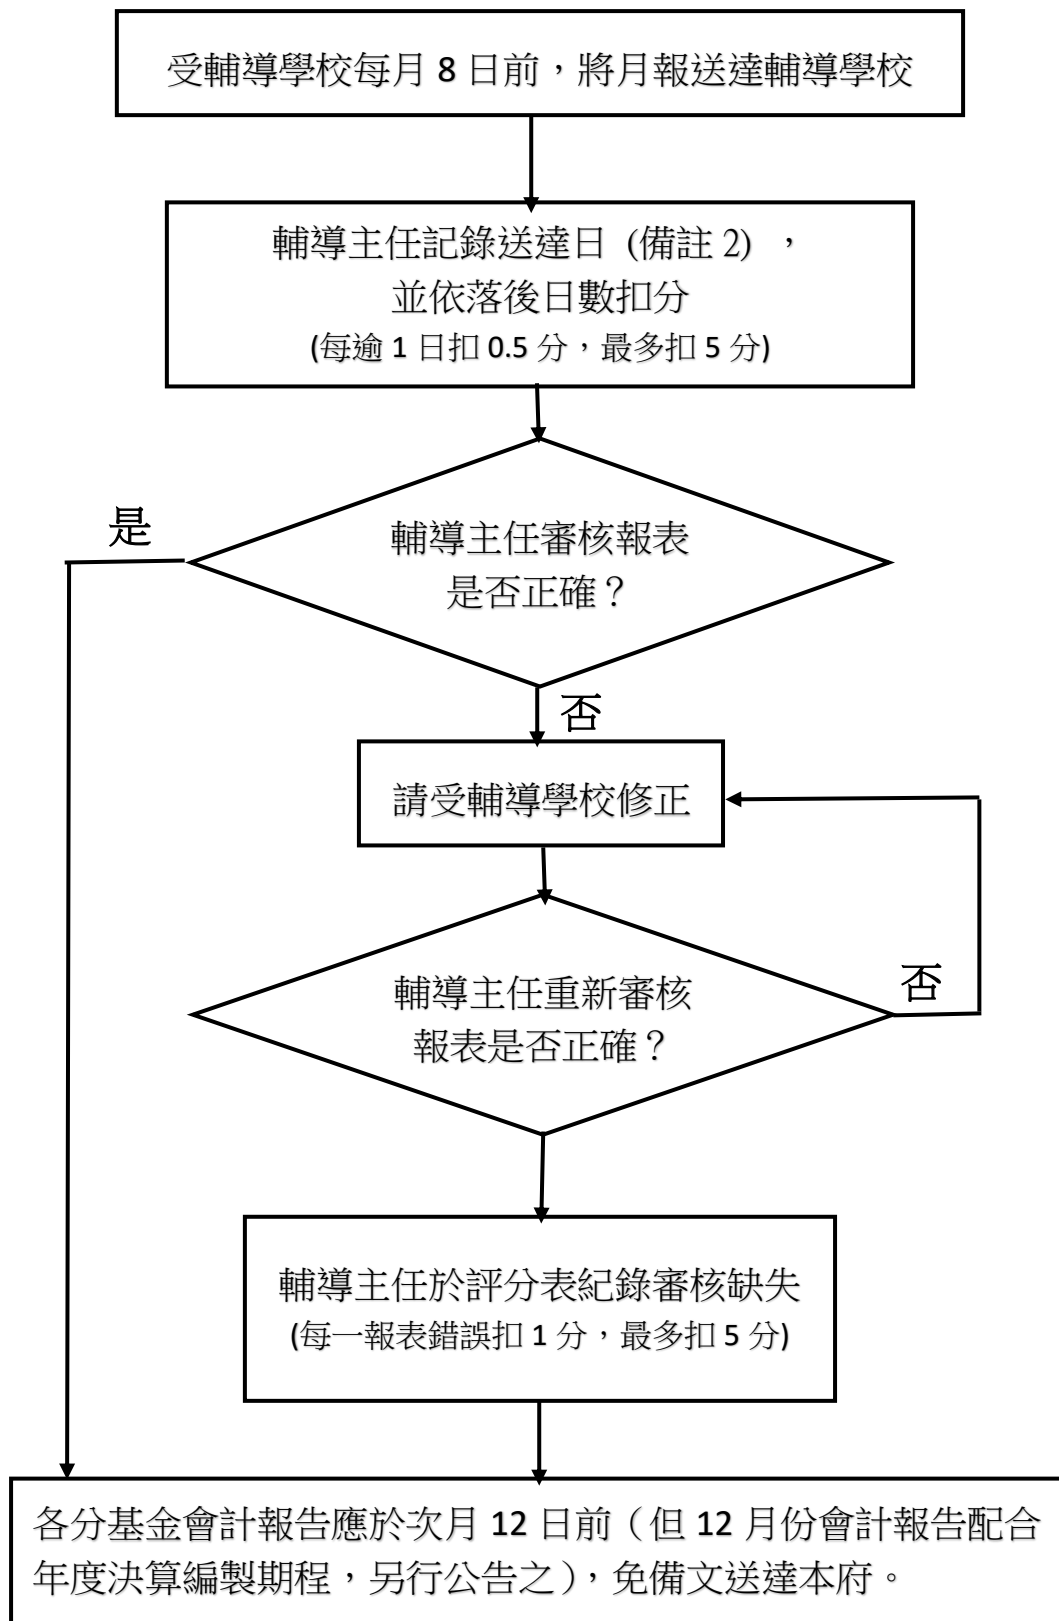 受輔導學校每月 8 日前，將月報送達輔導學校
輔導主任記錄送達日 (備註 2) ，
並依落後日數扣分
(每逾 1 日扣 0.5 分，最多扣 5 分)
是
輔導主任審核報表
是否正確？
否
請受輔導學校修正
否
輔導主任重新審核
報表是否正確？
輔導主任於評分表紀錄審核缺失
(每一報表錯誤扣 1 分，最多扣 5 分)
各分基金會計報告應於次月 12 日前（但 12 月份會計報告配合
年度決算編製期程，另行公告之），免備文送達本府。